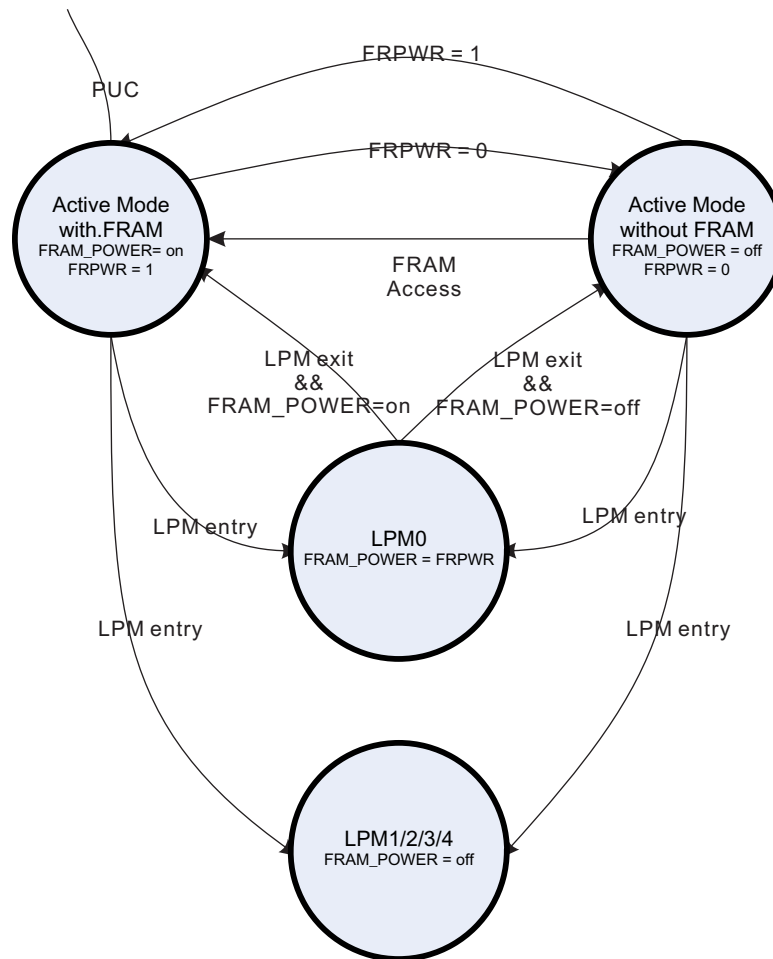 PUC
FRPWR = 1
FRPWR = 0
Active Mode
with.FRAM
FRAM_POWER= on
FRPWR = 1
Active Mode
without FRAM
FRAM_POWER = off
FRPWR = 0
FRAM
Access
LPM exit
&&
FRAM_POWER=on
LPM exit
&&
FRAM_POWER=off
LPM entry
LPM0
FRAM_POWER = FRPWR
LPM entry
LPM entry
LPM entry
LPM1/2/3/4
FRAM_POWER = off